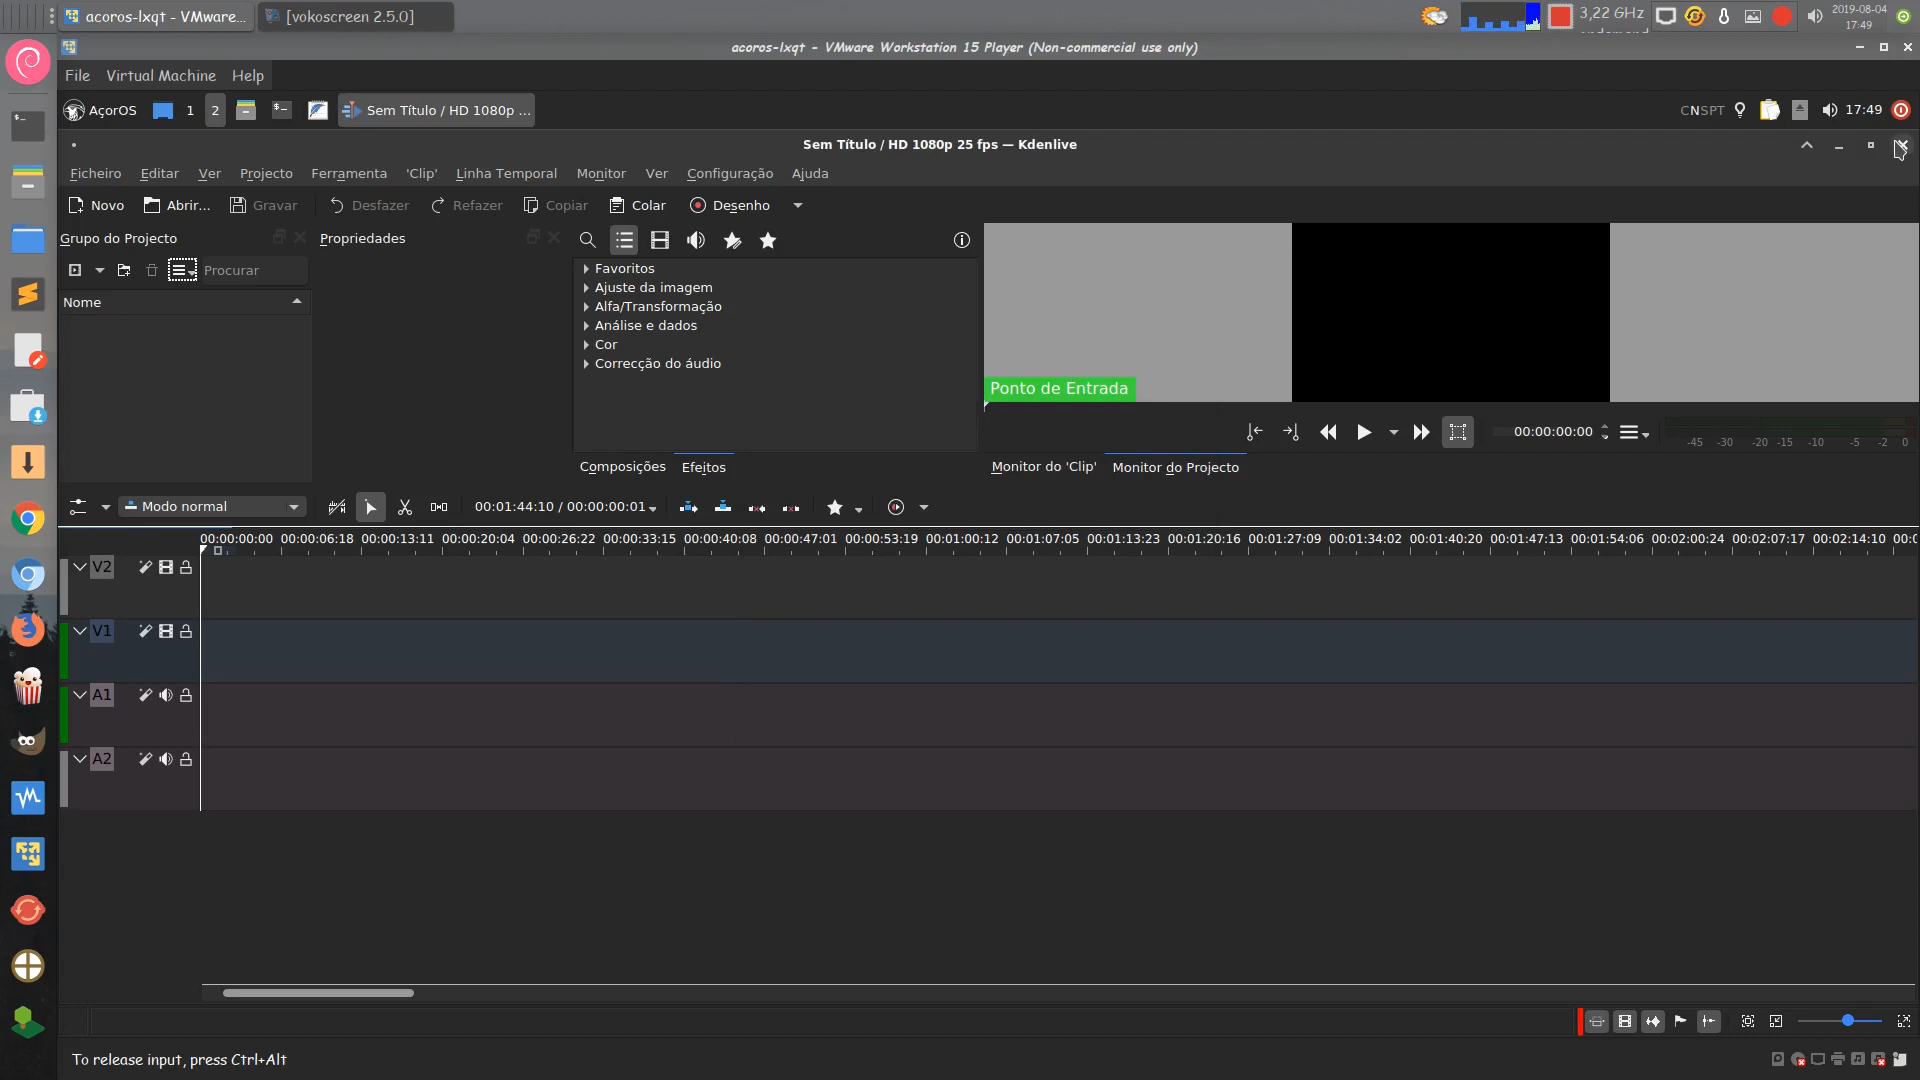 acoros-lxqt - VMware...
[vokoscreen 2.5.0]
3,22 GHz
2019-08-04
17:49
acoros-lxqt - VMware Workstation 15 Player (Non-commercial use only)
File Virtual Machine Help
AçorOS 1 2 Sem Título / HD 1080p ...
CNSPT 17:49
Sem Título / HD 1080p 25 fps — Kdenlive
Ficheiro Editar Ver Projecto Ferramenta 'Clip' Linha Temporal Monitor Ver Configuração Ajuda
Novo Abrir... Gravar Desfazer Refazer Copiar Colar Desenho
Grupo do Projecto
Propriedades
Procurar
Nome
Favoritos
Ajuste da imagem
Alfa/Transformação
Análise e dados
Cor
Correcção do áudio
Composições Efeitos
Ponto de Entrada
00:00:00:00
-45 -30 -20 -15 -10 -5 -2 0
Monitor do 'Clip' Monitor do Projecto
Modo normal
00:01:44:10 / 00:00:00:01
00:00:00:00 00:00:06:18 00:00:13:11 00:00:20:04 00:00:26:22 00:00:33:15 00:00:40:08 00:00:47:01 00:00:53:19 00:01:00:12 00:01:07:05 00:01:13:23 00:01:20:16 00:01:27:09 00:01:34:02 00:01:40:20 00:01:47:13 00:01:54:06 00:02:00:24 00:02:07:17 00:02:14:10
V2
V1
A1
A2
To release input, press Ctrl+Alt